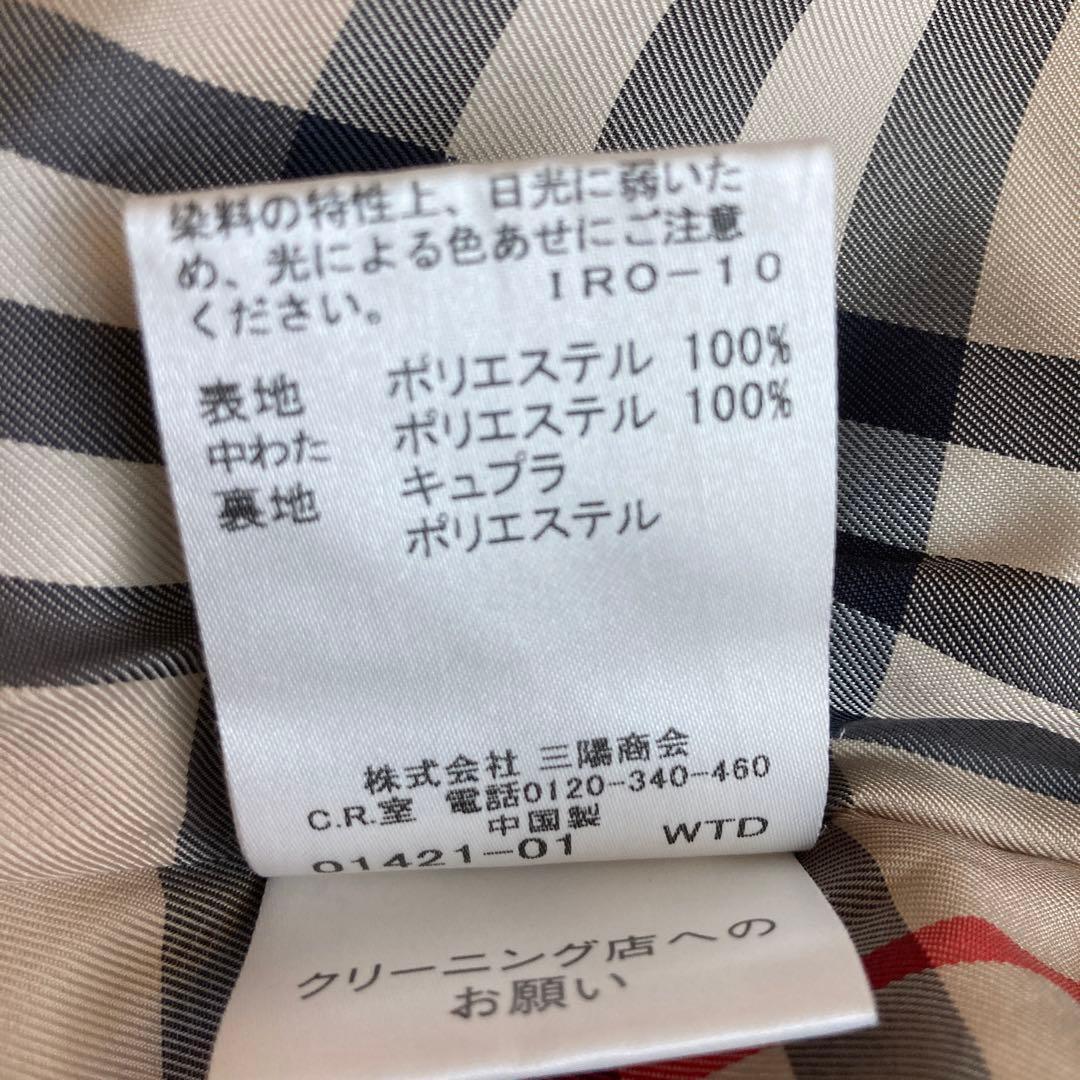 染料の特性上、日光に弱いた
め、光による色あせにご注意
ください。 IRO-10
表地 ポリエステル 100%
中わた ポリエステル 100%
裏地 キュプラ
ポリエステル
株式会社 三陽商会
C.R.室 電話0120-340-460
中国製
01421-01 WTD
クリーニング店への
お願い